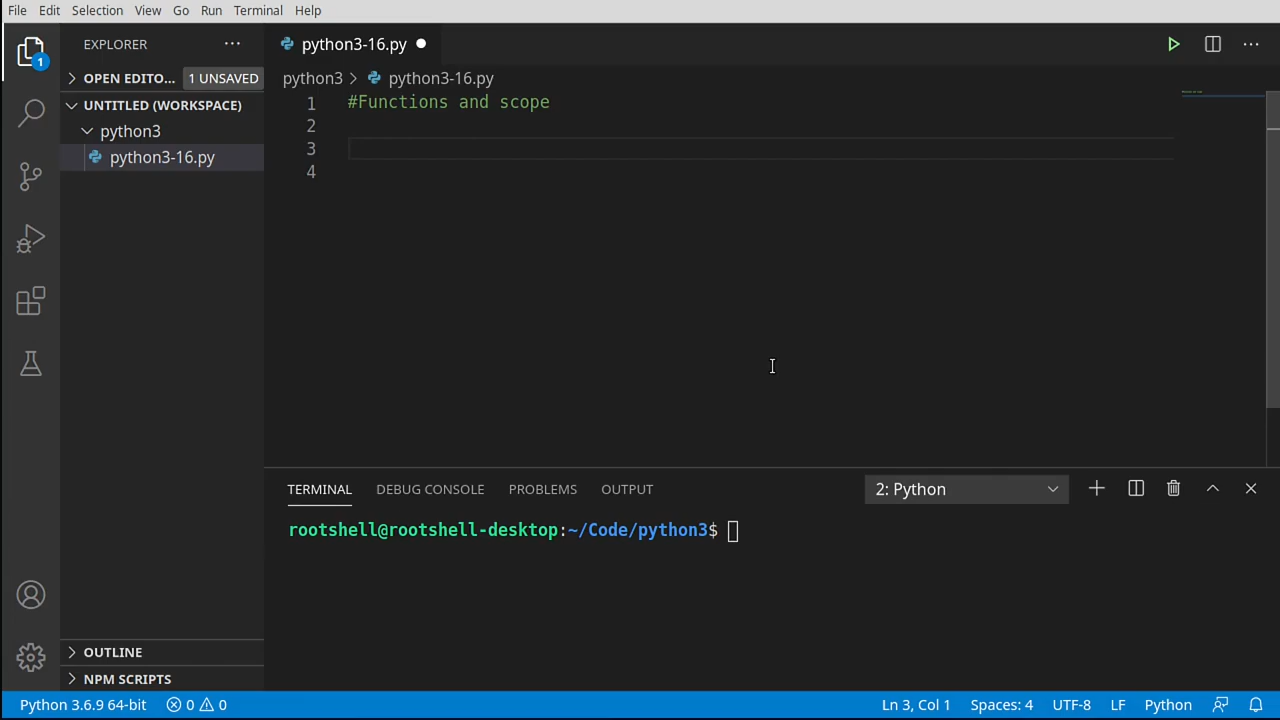 File Edit Selection View Go Run Terminal Help
EXPLORER
python3-16.py
OPEN EDITO... 1 UNSAVED
python3 > python3-16.py
UNTITLED (WORKSPACE)
python3
python3-16.py
1 #Functions and scope
2
3
4
1
TERMINAL DEBUG CONSOLE PROBLEMS OUTPUT 2: Python
rootshell@rootshell-desktop:~/Code/python3$
OUTLINE
NPM SCRIPTS
Python 3.6.9 64-bit 0 0 Ln 3, Col 1 Spaces: 4 UTF-8 LF Python